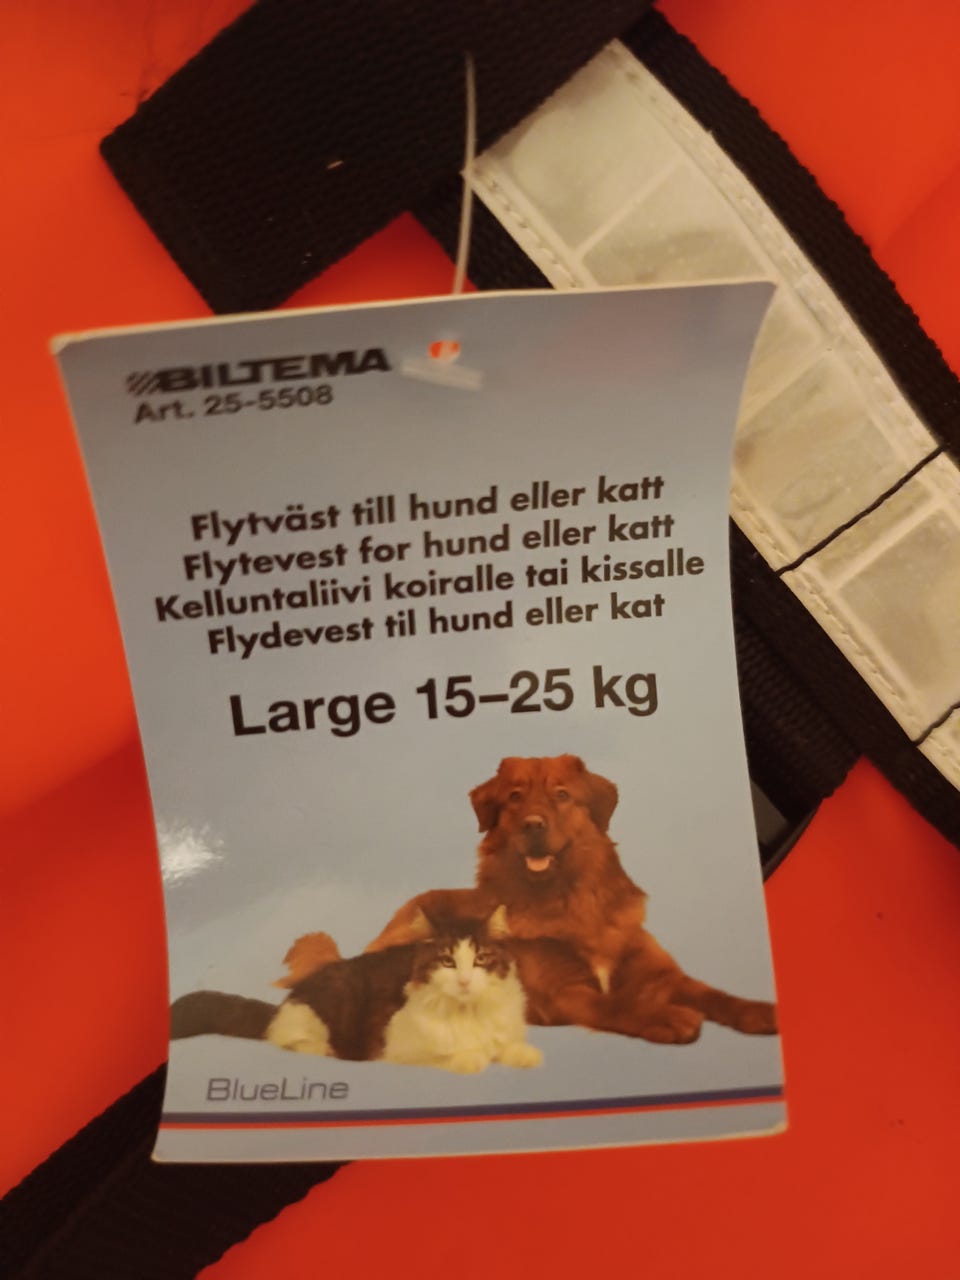 BILTEMA
Art. 25-5508
Flytväst till hund eller katt
Flytevest for hund eller katt
Kelluntaliivi koiralle tai kissalle
Flydevest til hund eller kat
Large 15–25 kg
BlueLine